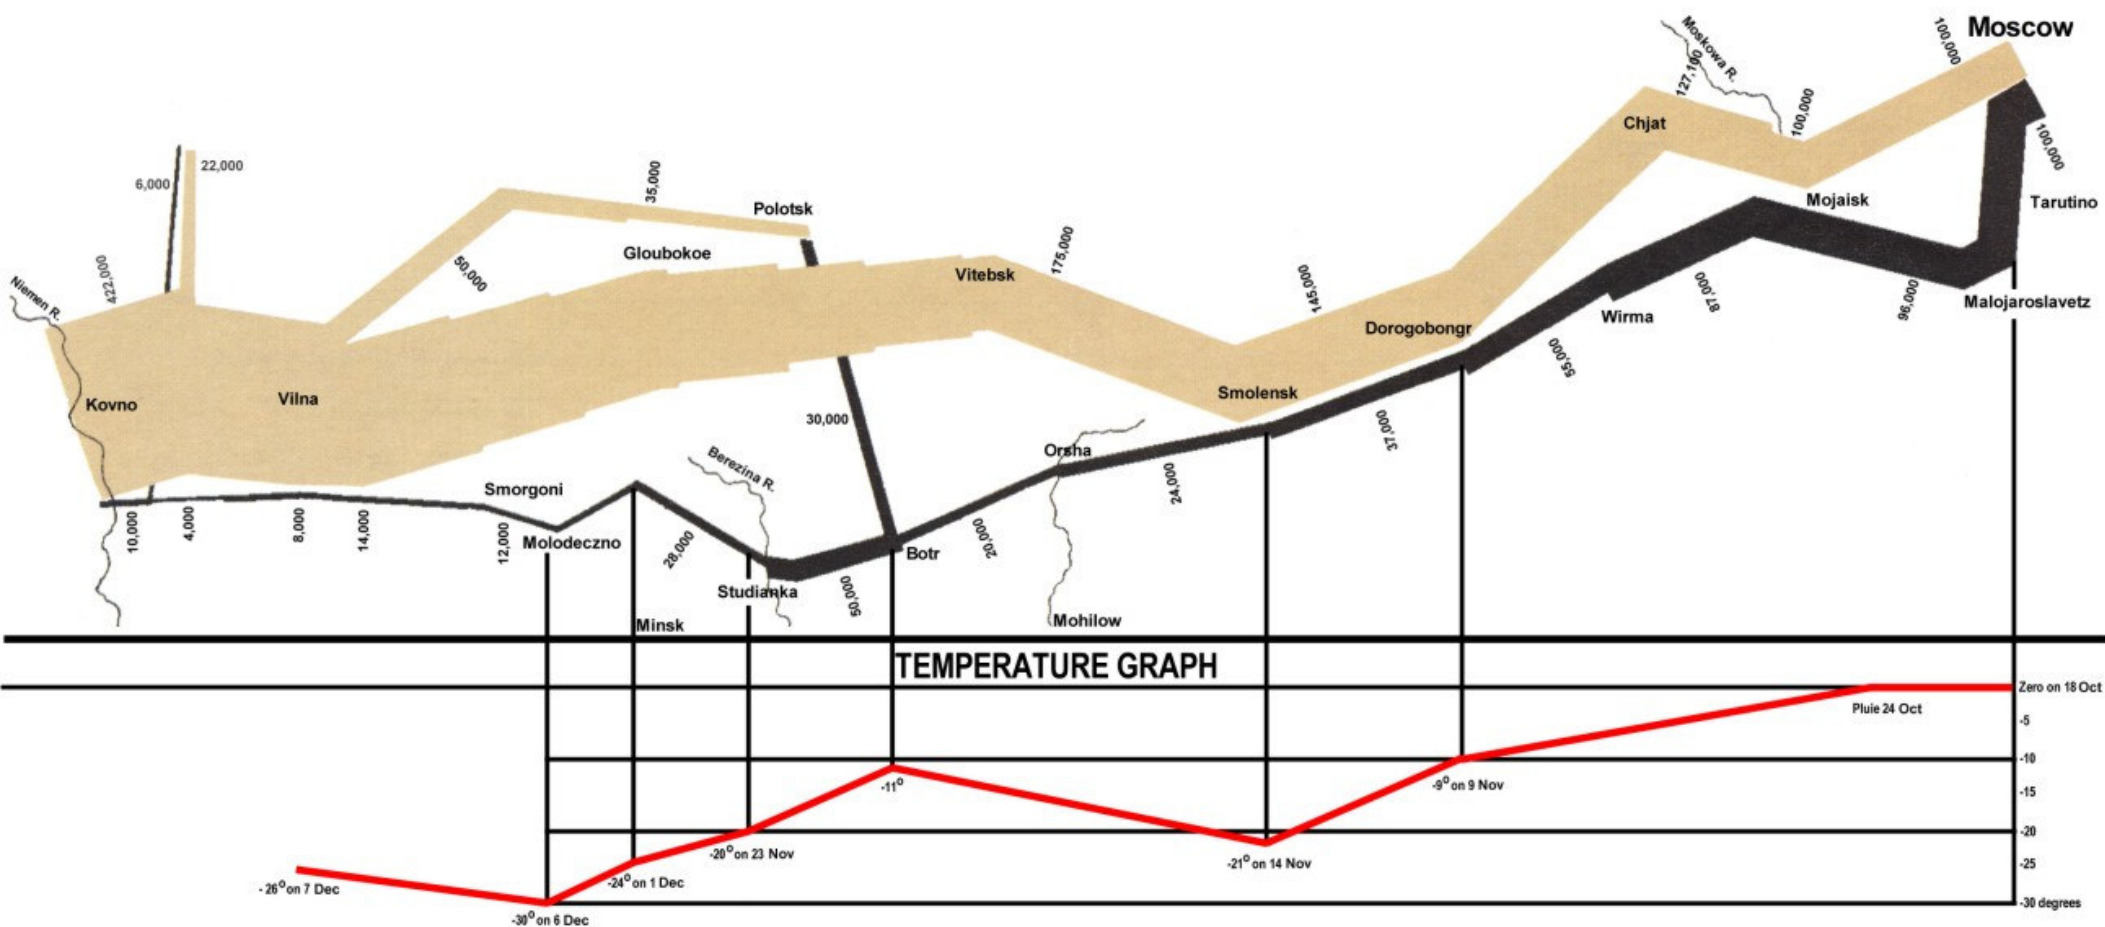 Moscow
100,000
Moskowa R.
127,100
100,000
Chjat
100,000
Mojaisk
Tarutino
22,000
6,000
35,000
Polotsk
Gloubokoe
50,000
422,000
Niemen R.
Vitebsk
175,000
145,000
Dorogobongr
Wirma
87,000
96,000
Malojaroslavetz
55,000
Kovno
Vilna
Smolensk
30,000
37,000
Orsha
24,000
Berezina R.
Smorgoni
10,000
4,000
8,000
14,000
12,000
Molodeczno
28,000
20,000
Botr
Studianka
50,000
Minsk
Mohilow
TEMPERATURE GRAPH
Zero on 18 Oct
Pluie 24 Oct
-5
-10
-9° on 9 Nov
-11°
-15
-20
-20° on 23 Nov
-21° on 14 Nov
-25
-24° on 1 Dec
- 26° on 7 Dec
-30 degrees
-30° on 6 Dec